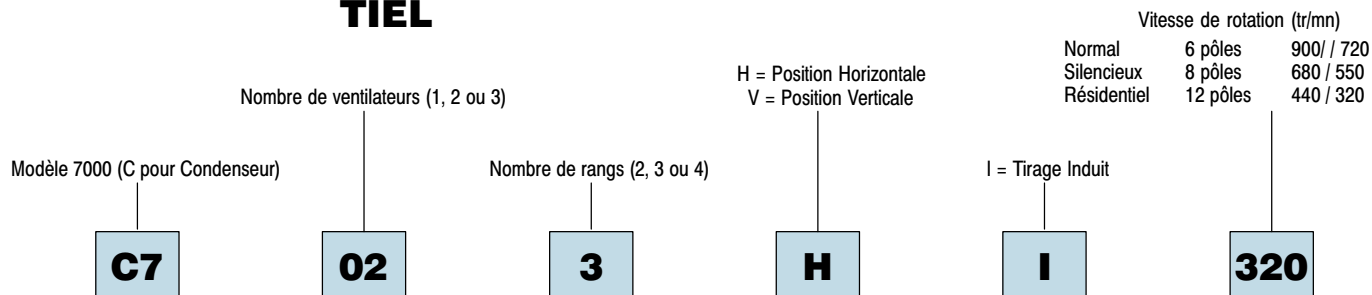 TIEL
Vitesse de rotation (tr/mn)
Normal 6 pôles 900/ / 720
Silencieux 8 pôles 680 / 550
Résidentiel 12 pôles 440 / 320
H = Position Horizontale
V = Position Verticale
Nombre de ventilateurs (1, 2 ou 3)
Modèle 7000 (C pour Condenseur)
Nombre de rangs (2, 3 ou 4)
I = Tirage Induit
C7 02 3 H I 320